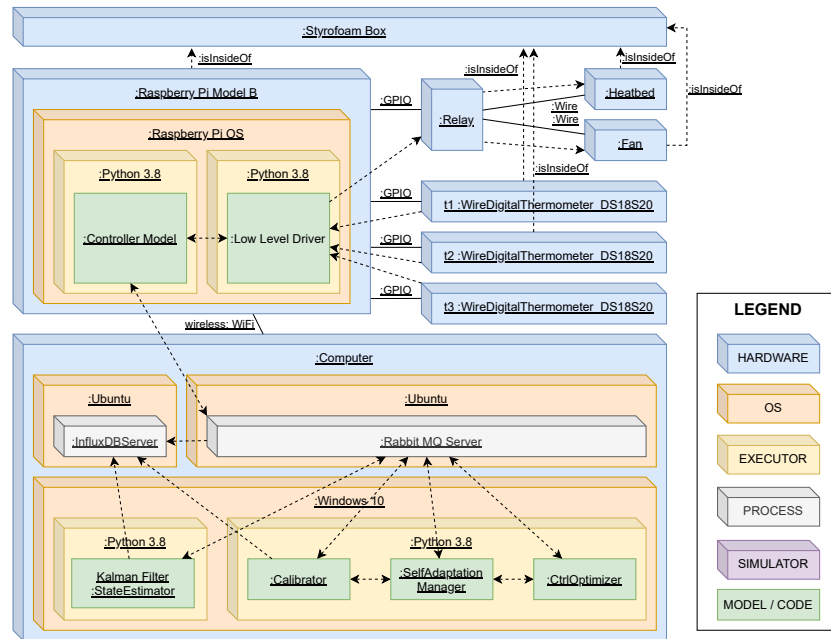 :Styrofoam Box
:isInsideOf
:isInsideOf
:isInsideOf
:isInsideOf
:Raspberry Pi Model B
:GPIO
:Relay
:Heatbed
:Wire
:Wire
:Fan
:Raspberry Pi OS
:isInsideOf
:Python 3.8
:Python 3.8
:Controller Model
:Low Level Driver
:GPIO
t1 :WireDigitalThermometer_DS18S20
:GPIO
t2 :WireDigitalThermometer_DS18S20
:GPIO
t3 :WireDigitalThermometer_DS18S20
wireless: WiFi
:Computer
:Ubuntu
:Ubuntu
:InfluxDBServer
:Rabbit MQ Server
:Windows 10
:Python 3.8
:Python 3.8
Kalman Filter
:StateEstimator
:Calibrator
:SelfAdaptation
Manager
:CtrlOptimizer
LEGEND
HARDWARE
OS
EXECUTOR
PROCESS
SIMULATOR
MODEL / CODE